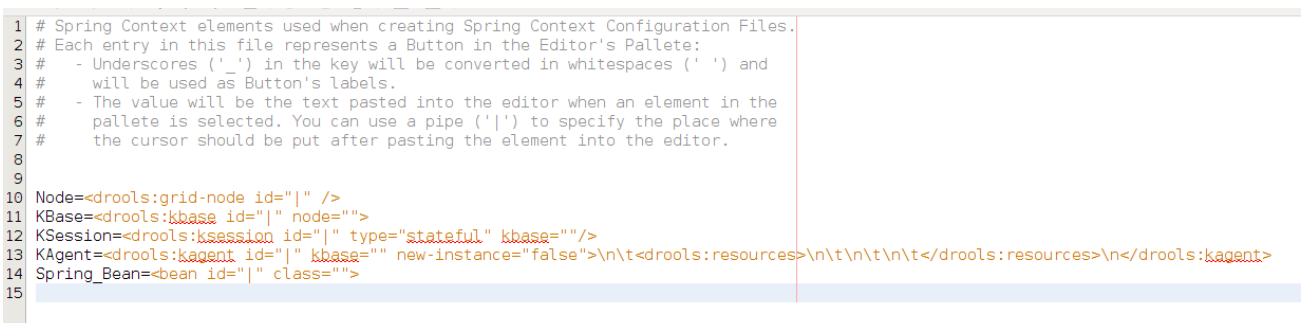 1 # Spring Context elements used when creating Spring Context Configuration Files.
2 # Each entry in this file represents a Button in the Editor's Pallete:
3 #   - Underscores ('_') in the key will be converted in whitespaces (' ') and
4 #     will be used as Button's labels.
5 #   - The value will be the text pasted into the editor when an element in the
6 #     pallete is selected. You can use a pipe ('|') to specify the place where
7 #     the cursor should be put after pasting the element into the editor.
8
9
10 Node=<drools:grid-node id="|" />
11 KBase=<drools:kbase id="|" node="">
12 KSession=<drools:ksession id="|" type="stateful" kbase=""/>
13 KAgent=<drools:kagent id="|" kbase="" new-instance="false">\n\t<drools:resources>\n\t\n\t\n\t</drools:resources>\n</drools:kagent>
14 Spring_Bean=<bean id="|" class="">
15